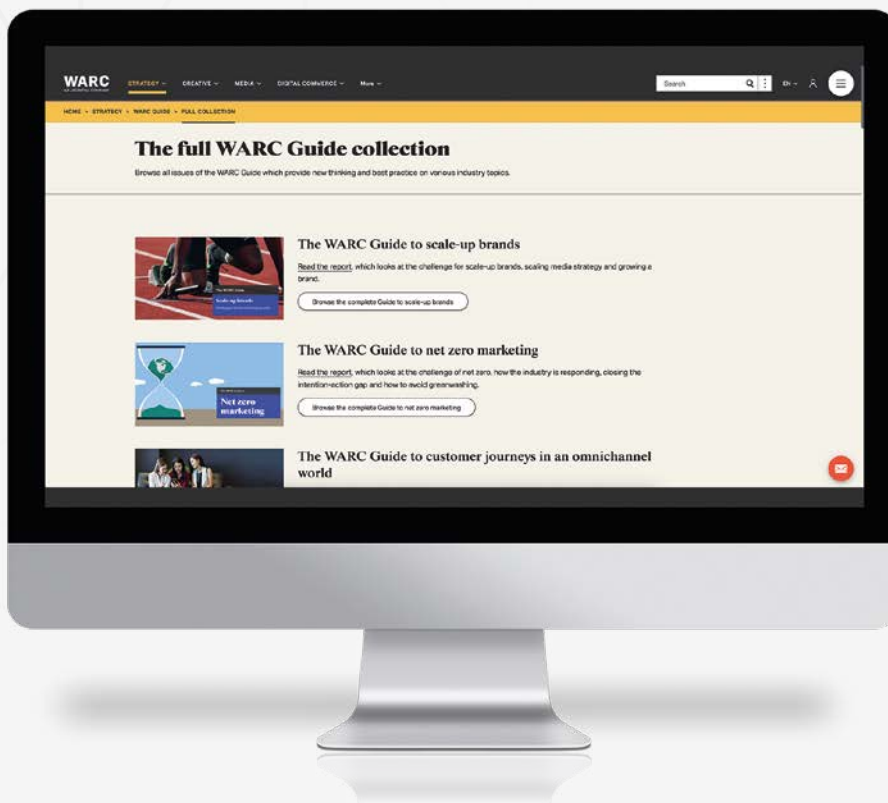 WARC
STRATEGY
CREATIVE
MEDIA
DIGITAL COMMERCE
More
Search
EN
HOME
STRATEGY
WARC GUIDE
FULL COLLECTION
The full WARC Guide collection
Browse all issues of the WARC Guide which provide new thinking and best practice on various industry topics.
The WARC Guide to scale-up brands
Read the report, which looks at the challenge for scale-up brands, scaling media strategy and growing a
brand.
Browse the complete Guide to scale-up brands
Scale-up brands
The WARC Guide to net zero marketing
Read the report, which looks at the challenge of net zero, how the industry is responding, closing the
intention-action gap and how to avoid greenwashing.
Browse the complete Guide to net zero marketing
Net zero
marketing
The WARC Guide to customer journeys in an omnichannel
world